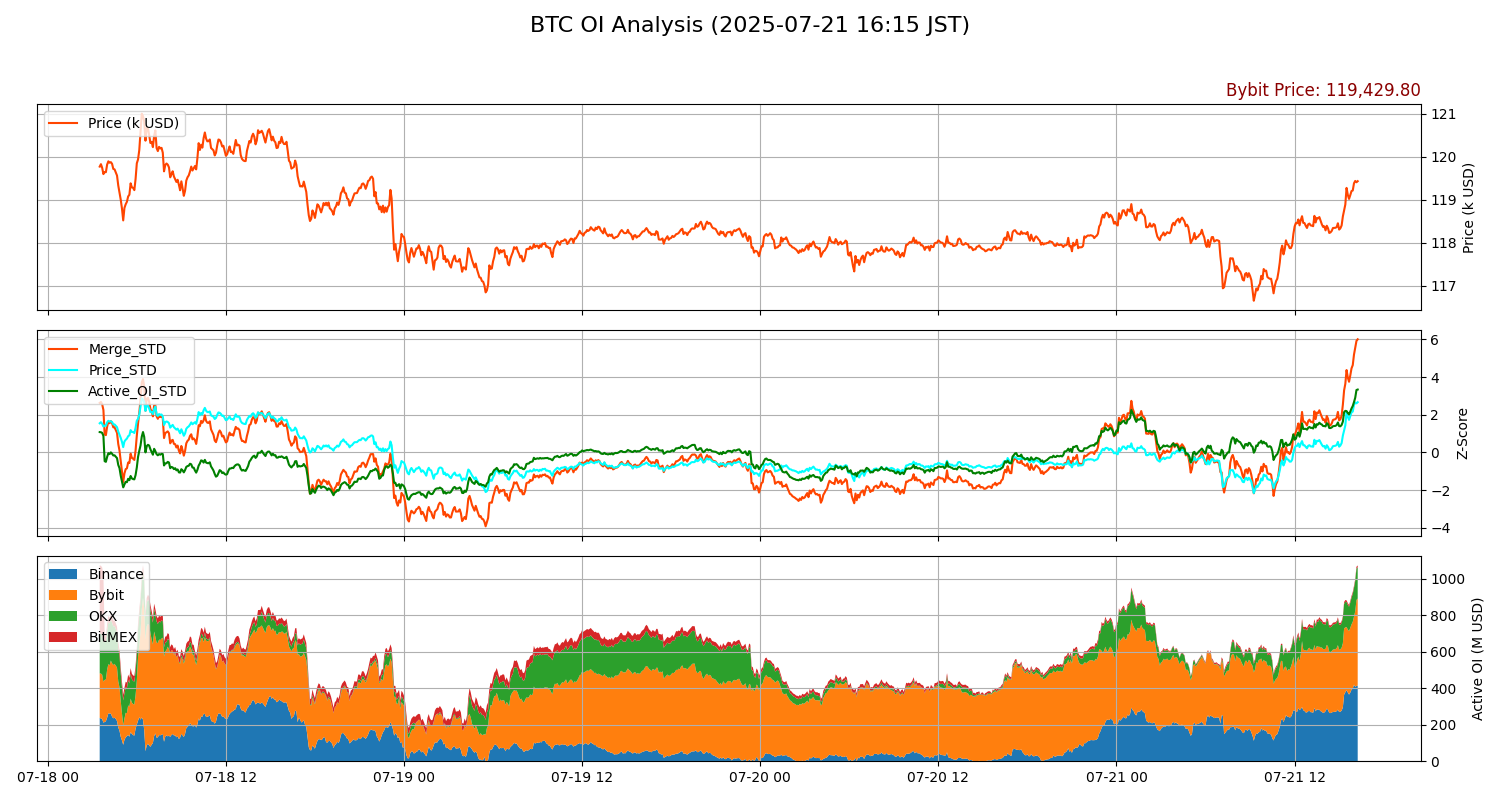 BTC OI Analysis (2025-07-21 16:15 JST)
Bybit Price: 119,429.80
Price (k USD)
121
120
119
118
117
Price (k USD)
Merge_STD
Price_STD
Active_OI_STD
6
4
2
0
−2
−4
Z-Score
Binance
Bybit
OKX
BitMEX
1000
800
600
400
200
0
Active OI (M USD)
07-18 00 07-18 12 07-19 00 07-19 12 07-20 00 07-20 12 07-21 00 07-21 12